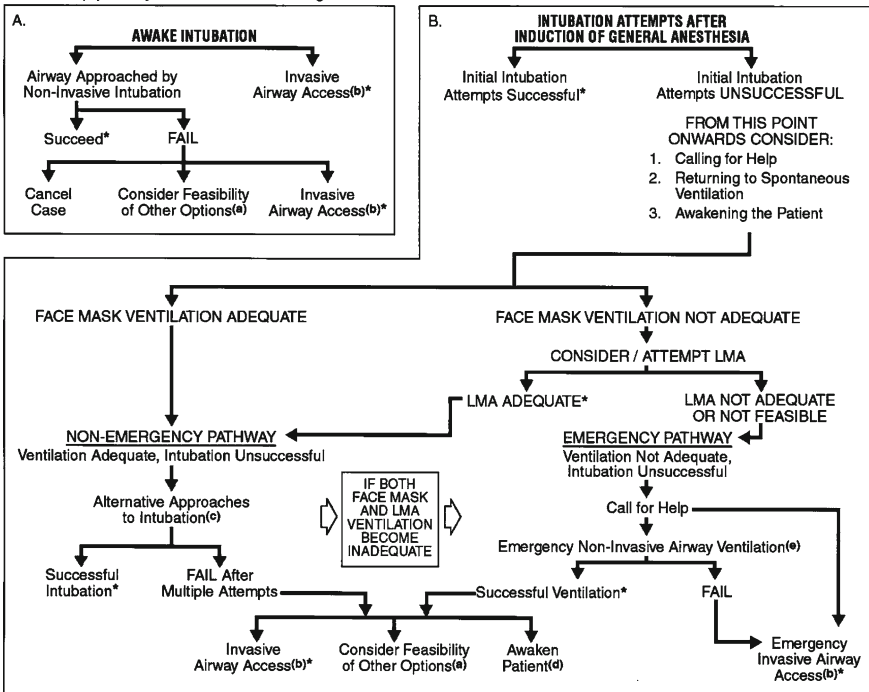 A.
AWAKE INTUBATION
Airway Approached by
Non-Invasive Intubation
Invasive
Airway Access(b)*
Succeed*
FAIL
Cancel
Case
Consider Feasibility
of Other Options(a)
Invasive
Airway Access(b)*
B.
INTUBATION ATTEMPTS AFTER
INDUCTION OF GENERAL ANESTHESIA
Initial Intubation
Attempts Successful*
Initial Intubation
Attempts UNSUCCESSFUL
FROM THIS POINT
ONWARDS CONSIDER:
1. Calling for Help
2. Returning to Spontaneous
Ventilation
3. Awakening the Patient
FACE MASK VENTILATION ADEQUATE
FACE MASK VENTILATION NOT ADEQUATE
CONSIDER / ATTEMPT LMA
LMA ADEQUATE*
LMA NOT ADEQUATE
OR NOT FEASIBLE
NON-EMERGENCY PATHWAY
Ventilation Adequate, Intubation Unsuccessful
EMERGENCY PATHWAY
Ventilation Not Adequate,
Intubation Unsuccessful
Alternative Approaches
to Intubation(c)
IF BOTH
FACE MASK
AND LMA
VENTILATION
BECOME
INADEQUATE
Call for Help
Emergency Non-Invasive Airway Ventilation(e)
Successful
Intubation*
FAIL After
Multiple Attempts
Successful Ventilation*
FAIL
Invasive
Airway Access(b)*
Consider Feasibility
of Other Options(a)
Awaken
Patient(d)
Emergency
Invasive Airway
Access(b)*